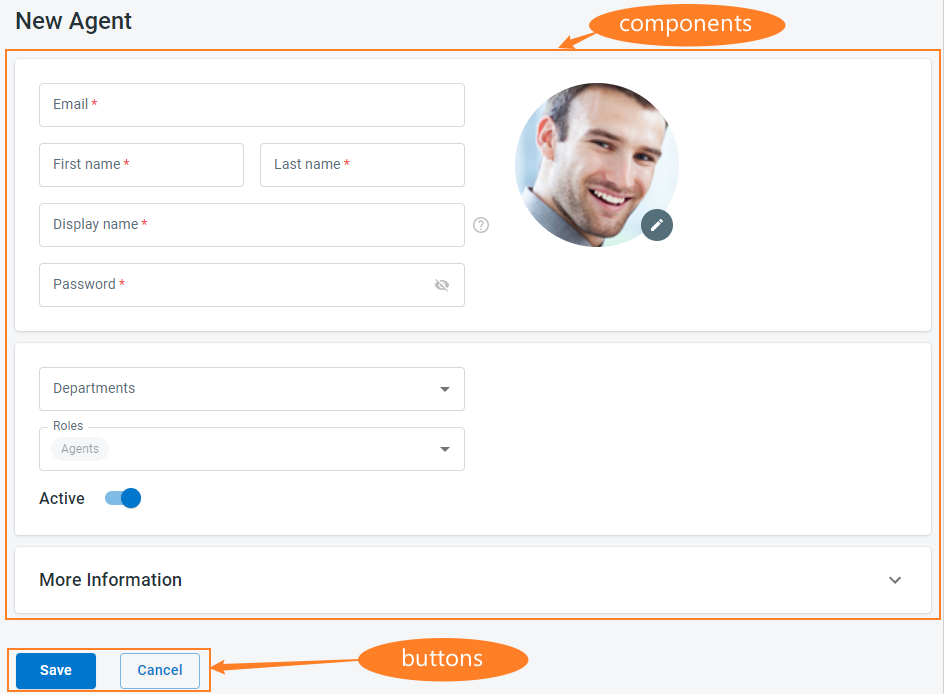 New Agent
components
Email *
First name *
Last name *
Display name *
?
Password *
Departments
Roles
Agents
Active
More Information
buttons
Save
Cancel